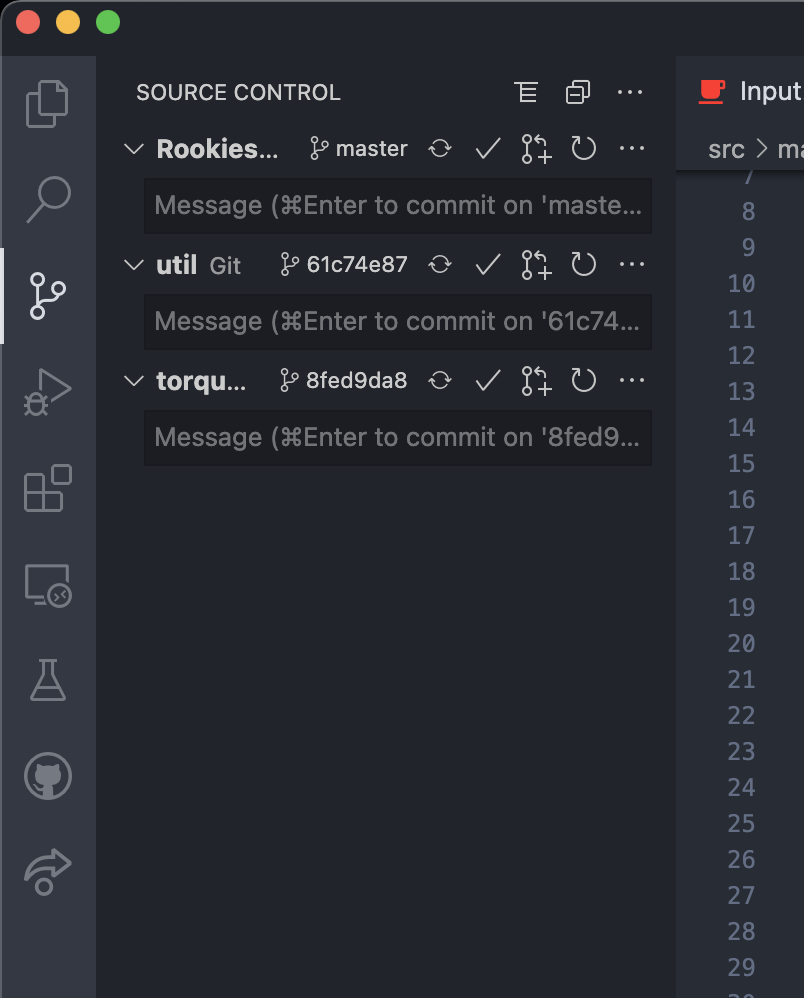 SOURCE CONTROL
Rookies... master
Message (⌘Enter to commit on 'maste...
util Git 61c74e87
Message (⌘Enter to commit on '61c74...
torqu... 8fed9da8
Message (⌘Enter to commit on '8fed9...
Input
src > ma
7
8
9
10
11
12
13
14
15
16
17
18
19
20
21
22
23
24
25
26
27
28
29